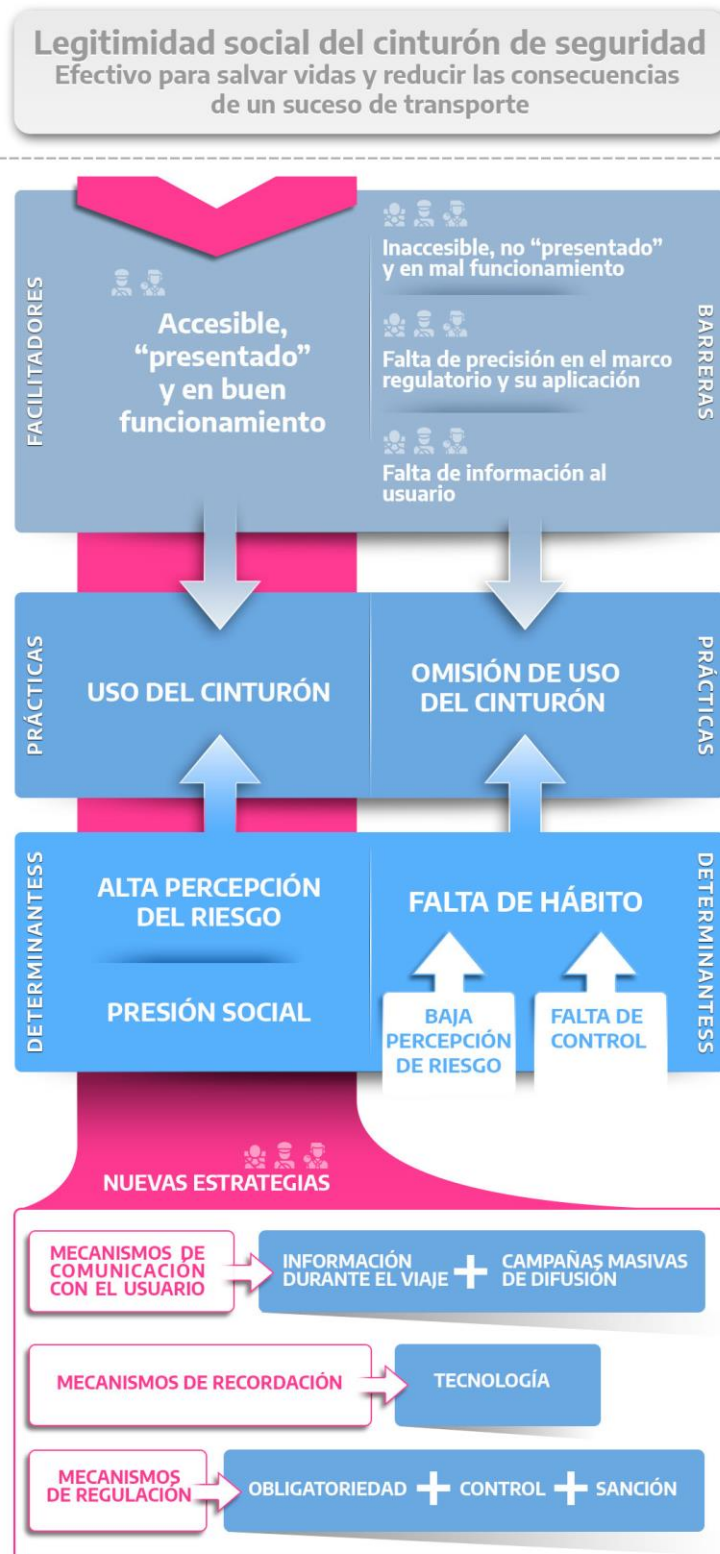 Legitimidad social del cinturón de seguridad
Efectivo para salvar vidas y reducir las consecuencias
de un suceso de transporte
FACILITADORES
Accesible,
“presentado”
y en buen
funcionamiento
Inaccesible, no “presentado”
y en mal funcionamiento
Falta de precisión en el marco
regulatorio y su aplicación
Falta de información al
usuario
BARRERAS
PRÁCTICAS
USO DEL CINTURÓN
OMISIÓN DE USO
DEL CINTURÓN
PRÁCTICAS
DETERMINANTESS
ALTA PERCEPCIÓN
DEL RIESGO
PRESIÓN SOCIAL
FALTA DE HÁBITO
BAJA
PERCEPCIÓN
DE RIESGO
FALTA DE
CONTROL
DETERMINANTESS
NUEVAS ESTRATEGIAS
MECANISMOS DE
COMUNICACIÓN
CON EL USUARIO
INFORMACIÓN
DURANTE EL VIAJE
+
CAMPAÑAS MASIVAS
DE DIFUSIÓN
MECANISMOS DE RECORDACIÓN
TECNOLOGÍA
MECANISMOS
DE REGULACIÓN
OBLIGATORIEDAD + CONTROL + SANCIÓN